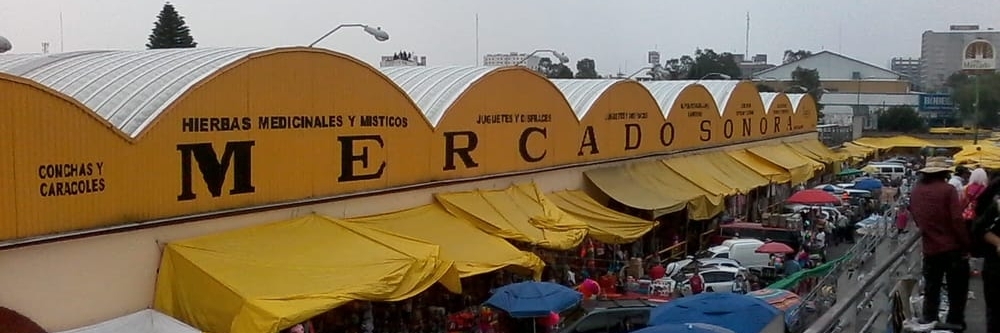 CONCHAS Y
CARACOLES
HIERBAS MEDICINALES Y MISTICOS
JUGUETES Y DISFRACES
MERCADO SONORA